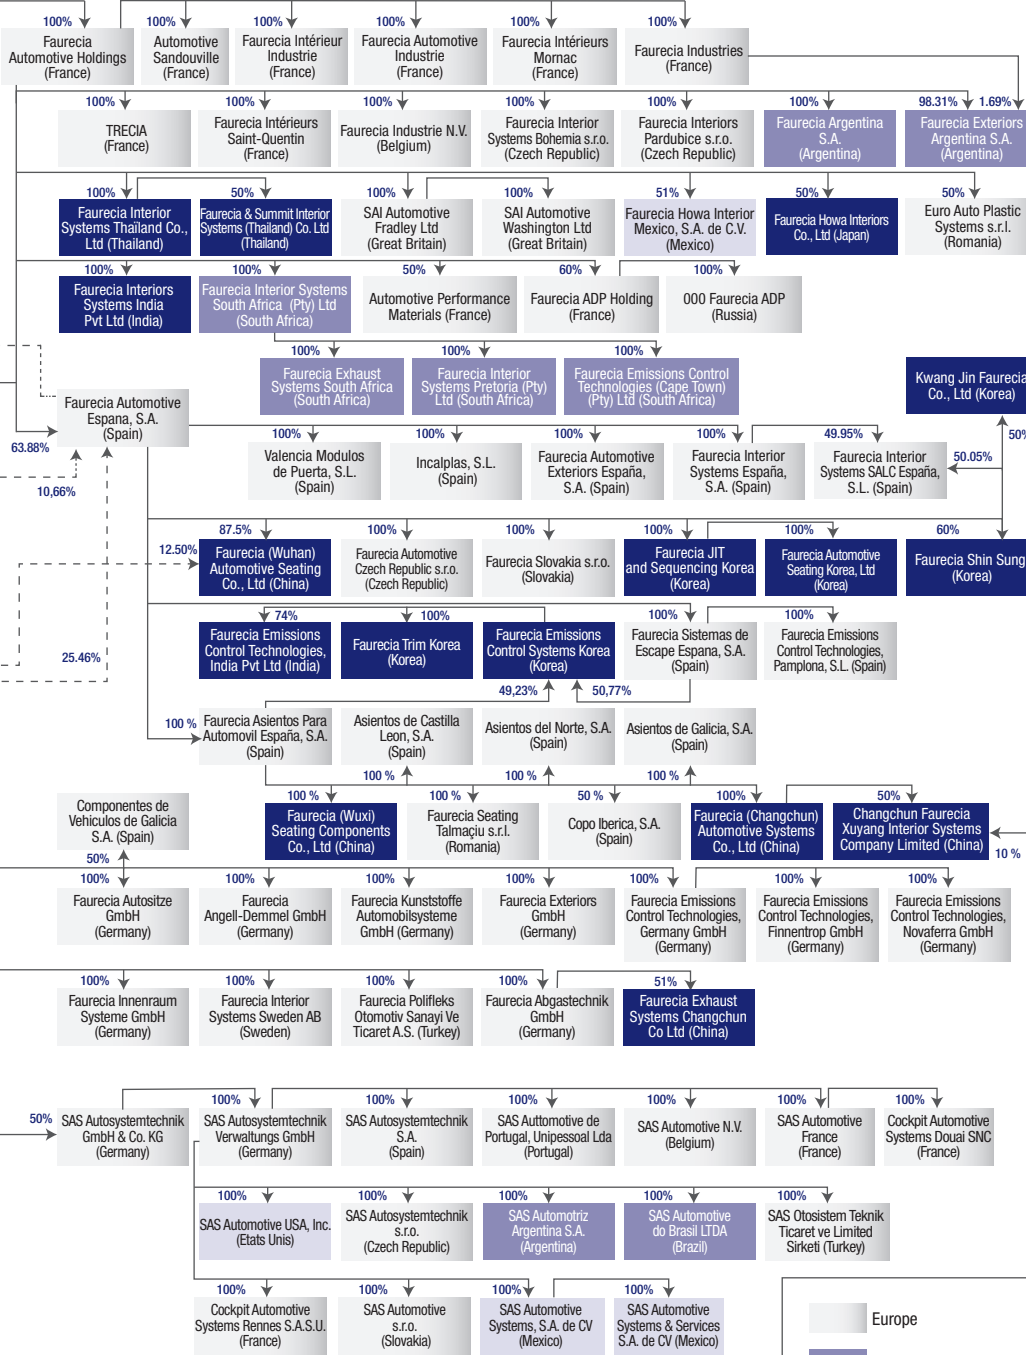 100%
100%
100%
100%
100%
100%
Faurecia
Automotive Holdings
(France)
Automotive
Sandouville
(France)
Faurecia Intérieur
Industrie
(France)
Faurecia Automotive
Industrie
(France)
Faurecia Intérieurs
Mornac
(France)
Faurecia Industries
(France)
100%
100%
100%
100%
100%
100%
98.31%
1.69%
TRECIA
(France)
Faurecia Intérieurs
Saint-Quentin
(France)
Faurecia Industrie N.V.
(Belgium)
Faurecia Interior
Systems Bohemia s.r.o.
(Czech Republic)
Faurecia Interiors
Pardubice s.r.o.
(Czech Republic)
Faurecia Argentina
S.A.
(Argentina)
Faurecia Exteriors
Argentina S.A.
(Argentina)
100%
50%
100%
100%
51%
50%
50%
Faurecia Interior
Systems Thaïland Co.,
Ltd (Thailand)
Faurecia & Summit Interior
Systems (Thailand) Co. Ltd
(Thailand)
SAI Automotive
Fradley Ltd
(Great Britain)
SAI Automotive
Washington Ltd
(Great Britain)
Faurecia Howa Interior
Mexico, S.A. de C.V.
(Mexico)
Faurecia Howa Interiors
Co., Ltd (Japan)
Euro Auto Plastic
Systems s.r.l.
(Romania)
100%
100%
50%
60%
100%
Faurecia Interiors
Systems India
Pvt Ltd (India)
Faurecia Interior Systems
South Africa (Pty) Ltd
(South Africa)
Automotive Performance
Materials (France)
Faurecia ADP Holding
(France)
OOO Faurecia ADP
(Russia)
100%
100%
100%
Faurecia Exhaust
Systems South Africa
(South Africa)
Faurecia Interior
Systems Pretoria (Pty)
Ltd (South Africa)
Faurecia Emissions Control
Technologies (Cape Town)
(Pty) Ltd (South Africa)
Kwang Jin Faurecia
Co., Ltd (Korea)
Faurecia Automotive
Espana, S.A.
(Spain)
63.88%
10,66%
100%
100%
100%
100%
49.95%
50%
50.05%
Valencia Modulos
de Puerta, S.L.
(Spain)
Incalplas, S.L.
(Spain)
Faurecia Automotive
Exteriors España,
S.A. (Spain)
Faurecia Interior
Systems España,
S.A. (Spain)
Faurecia Interior
Systems SALC España,
S.L. (Spain)
87.5%
100%
100%
100%
100%
60%
12.50%
Faurecia (Wuhan)
Automotive Seating
Co., Ltd (China)
Faurecia Automotive
Czech Republic s.r.o.
(Czech Republic)
Faurecia Slovakia s.r.o.
(Slovakia)
Faurecia JIT
and Sequencing Korea
(Korea)
Faurecia Automotive
Seating Korea, Ltd
(Korea)
Faurecia Shin Sung
(Korea)
74%
100%
100%
100%
25.46%
Faurecia Emissions
Control Technologies,
India Pvt Ltd (India)
Faurecia Trim Korea
(Korea)
Faurecia Emissions
Control Systems Korea
(Korea)
Faurecia Sistemas de
Escape Espana, S.A.
(Spain)
Faurecia Emissions
Control Technologies,
Pamplona, S.L. (Spain)
49,23%
50,77%
100 %
Faurecia Asientos Para
Automovil España, S.A.
(Spain)
Asientos de Castilla
Leon, S.A.
(Spain)
Asientos del Norte, S.A.
(Spain)
Asientos de Galicia, S.A.
(Spain)
100 %
100 %
100 %
100 %
100 %
50 %
100%
50%
Componentes de
Vehiculos de Galicia
S.A. (Spain)
Faurecia (Wuxi)
Seating Components
Co., Ltd (China)
Faurecia Seating
Talmaçiu s.r.l.
(Romania)
Copo Iberica, S.A.
(Spain)
Faurecia (Changchun)
Automotive Systems
Co., Ltd (China)
Changchun Faurecia
Xuyang Interior Systems
Company Limited (China)
10 %
50%
100%
100%
100%
100%
100%
100%
100%
Faurecia Autositze
GmbH
(Germany)
Faurecia
Angell-Demmel GmbH
(Germany)
Faurecia Kunststoffe
Automobilsysteme
GmbH (Germany)
Faurecia Exteriors
GmbH
(Germany)
Faurecia Emissions
Control Technologies,
Germany GmbH
(Germany)
Faurecia Emissions
Control Technologies,
Finnentrop GmbH
(Germany)
Faurecia Emissions
Control Technologies,
Novaferra GmbH
(Germany)
100%
100%
100%
100%
51%
Faurecia Innenraum
Systeme GmbH
(Germany)
Faurecia Interior
Systems Sweden AB
(Sweden)
Faurecia Polifleks
Otomotiv Sanayi Ve
Ticaret A.S. (Turkey)
Faurecia Abgastechnik
GmbH
(Germany)
Faurecia Exhaust
Systems Changchun
Co Ltd (China)
50%
100%
100%
100%
100%
100%
100%
SAS Autosystemtechnik
GmbH & Co. KG
(Germany)
SAS Autosystemtechnik
Verwaltungs GmbH
(Germany)
SAS Autosystemtechnik
S.A.
(Spain)
SAS Auttomotive de
Portugal, Unipessoal Lda
(Portugal)
SAS Automotive N.V.
(Belgium)
SAS Automotive
France
(France)
Cockpit Automotive
Systems Douai SNC
(France)
100%
100%
100%
100%
100%
SAS Automotive USA, Inc.
(Etats Unis)
SAS Autosystemtechnik
s.r.o.
(Czech Republic)
SAS Automotriz
Argentina S.A.
(Argentina)
SAS Automotive
do Brasil LTDA
(Brazil)
SAS Otosistem Teknik
Ticaret ve Limited
Sirketi (Turkey)
100%
100%
100%
100%
Cockpit Automotive
Systems Rennes S.A.S.U.
(France)
SAS Automotive
s.r.o.
(Slovakia)
SAS Automotive
Systems, S.A. de CV
(Mexico)
SAS Automotive
Systems & Services
S.A. de CV (Mexico)
Europe